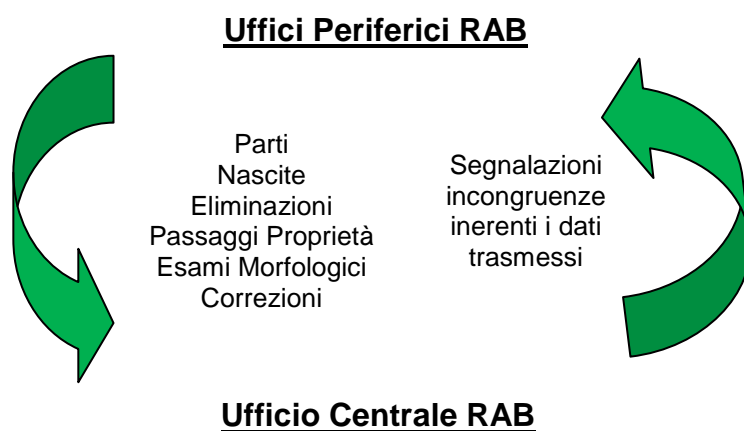 Uffici Periferici RAB
Parti
Nascite
Eliminazioni
Passaggi Proprietà
Esami Morfologici
Correzioni
Segnalazioni
incongruenze
inerenti i dati
trasmessi
Ufficio Centrale RAB